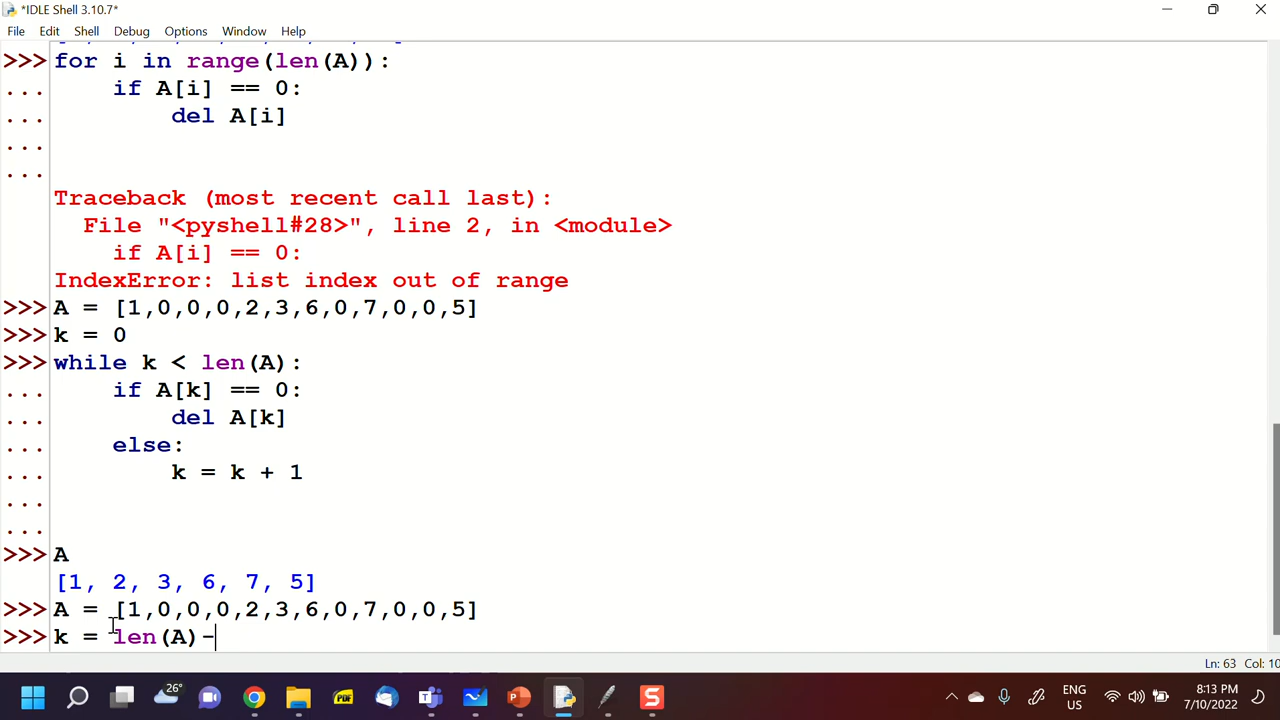 *IDLE Shell 3.10.7*
File Edit Shell Debug Options Window Help
>>> for i in range(len(A)):
... if A[i] == 0:
... del A[i]
...
...
Traceback (most recent call last):
File "<pyshell#28>", line 2, in <module>
if A[i] == 0:
IndexError: list index out of range
>>> A = [1,0,0,0,2,3,6,0,7,0,0,5]
>>> k = 0
>>> while k < len(A):
... if A[k] == 0:
... del A[k]
... else:
... k = k + 1
...
...
>>> A
[1, 2, 3, 6, 7, 5]
>>> A = [1,0,0,0,2,3,6,0,7,0,0,5]
>>> k = len(A)-
Ln: 63 Col: 10
26° PDF T P S ENG US 8:13 PM 7/10/2022